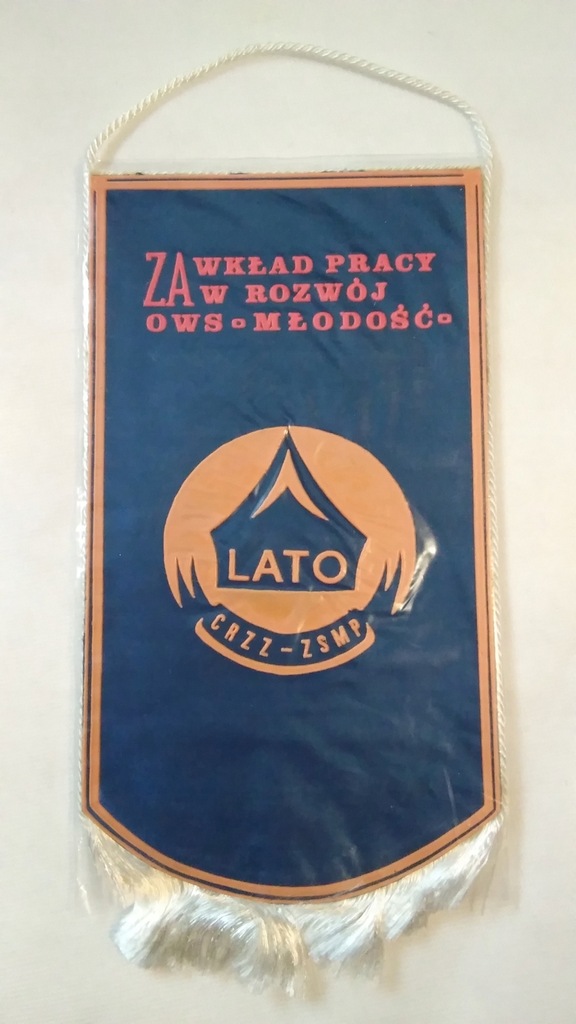 ZA WKŁAD PRACY
W ROZWÓJ
OWS "MŁODOŚĆ"
LATO
CRZZ-ZSMP